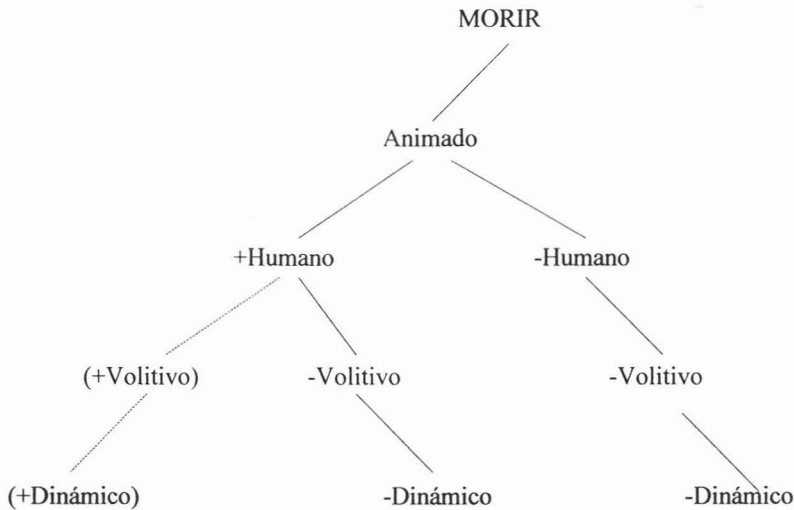 MORIR
Animado
+Humano -Humano
(+Volitivo) -Volitivo -Volitivo
(+Dinámico) -Dinámico -Dinámico